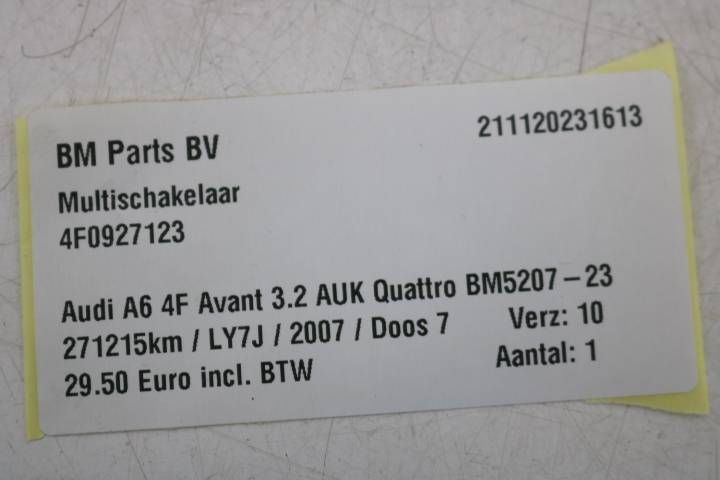 BM Parts BV 211120231613
Multischakelaar
4F0927123
Audi A6 4F Avant 3.2 AUK Quattro BM5207-23
271215km / LY7J / 2007 / Doos 7 Verz: 10
29.50 Euro incl. BTW Aantal: 1